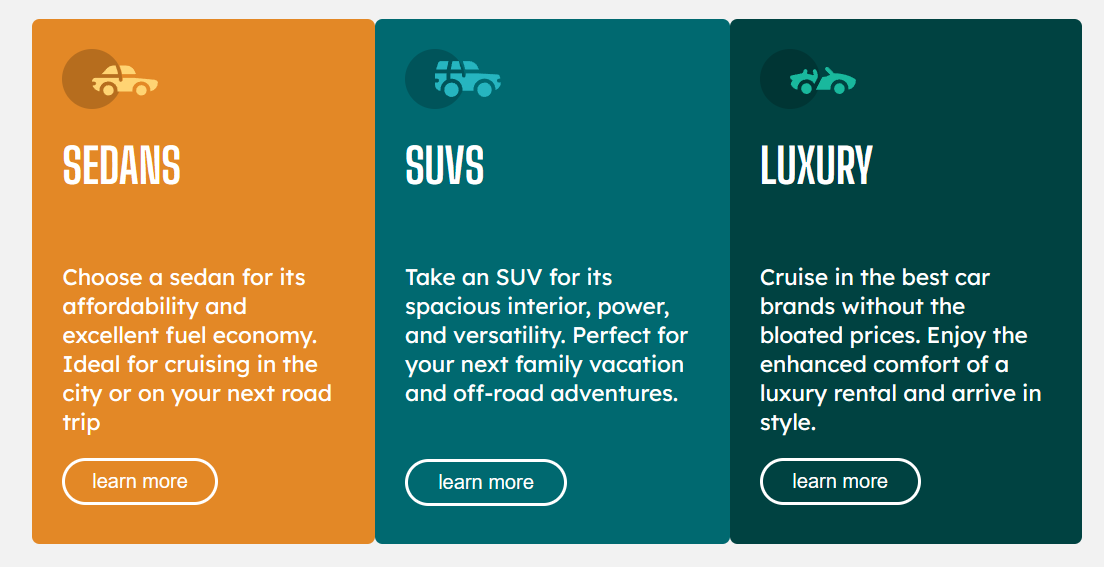 SEDANS
Choose a sedan for its
affordability and
excellent fuel economy.
Ideal for cruising in the
city or on your next road
trip
learn more
SUVS
Take an SUV for its
spacious interior, power,
and versatility. Perfect for
your next family vacation
and off-road adventures.
learn more
LUXURY
Cruise in the best car
brands without the
bloated prices. Enjoy the
enhanced comfort of a
luxury rental and arrive in
style.
learn more